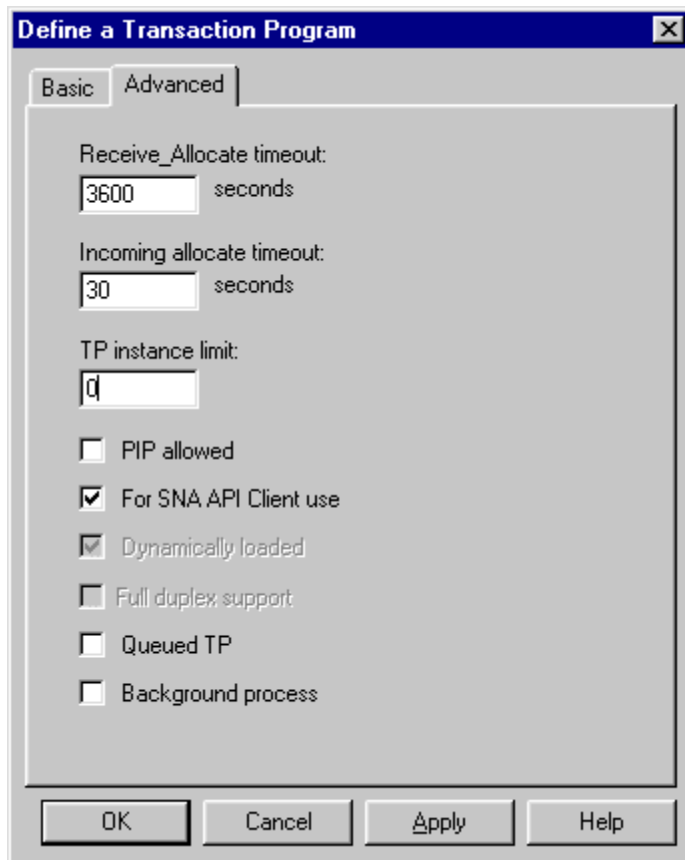 Define a Transaction Program
Basic
Advanced
Receive_Allocate timeout:
3600 seconds
Incoming allocate timeout:
30 seconds
TP instance limit:
0
PIP allowed
For SNA API Client use
Dynamically loaded
Full duplex support
Queued TP
Background process
OK Cancel Apply Help